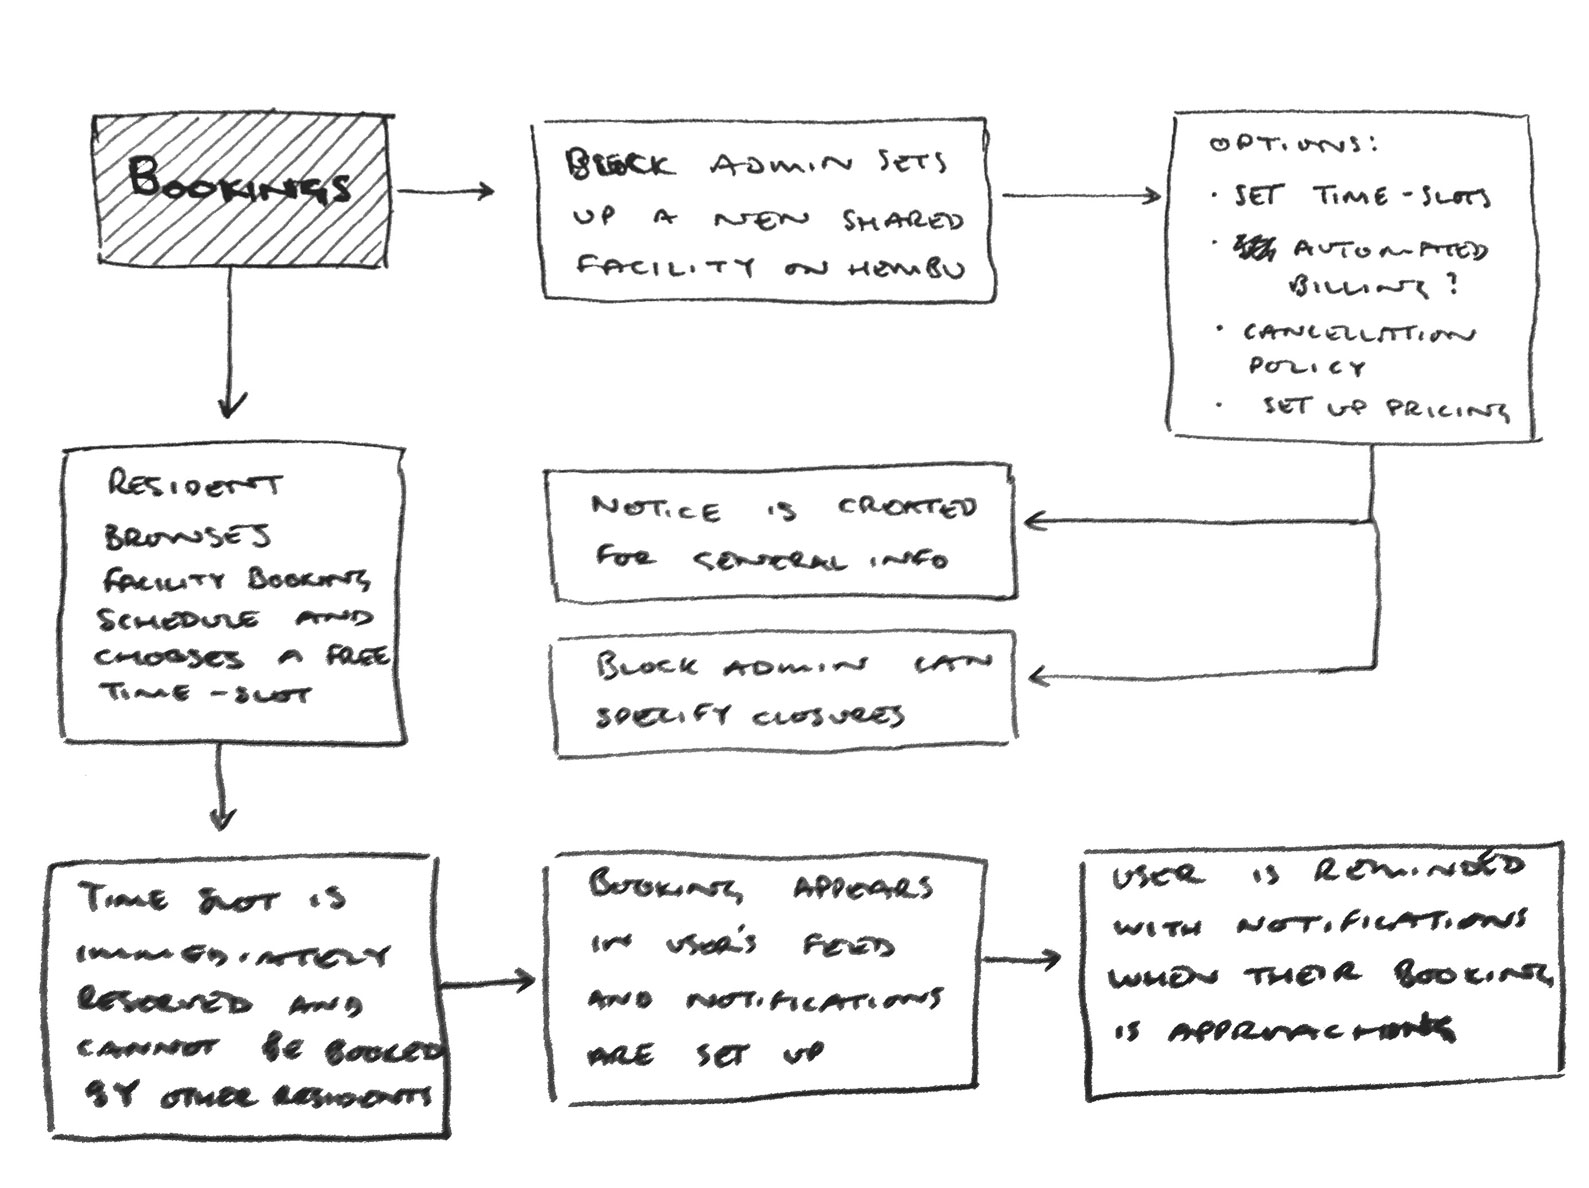 BOOKINGS
BLOCK ADMIN SETS
UP A NEW SHARED
FACILITY ON HEMBU
OPTIONS:
· SET TIME-SLOTS
· AUTOMATED
BILLING?
· CANCELLATION
POLICY
· SET UP PRICING
RESIDENT
BROWSES
FACILITY BOOKING
SCHEDULE AND
CHOOSES A FREE
TIME-SLOT
NOTICE IS CREATED
FOR GENERAL INFO
BLOCK ADMIN CAN
SPECIFY CLOSURES
TIME SLOT IS
IMMEDIATELY
RESERVED AND
CANNOT BE BOOKED
BY OTHER RESIDENTS
BOOKING APPEARS
IN USER'S FEED
AND NOTIFICATIONS
ARE SET UP
USER IS REMINDED
WITH NOTIFICATIONS
WHEN THEIR BOOKING
IS APPROACHING